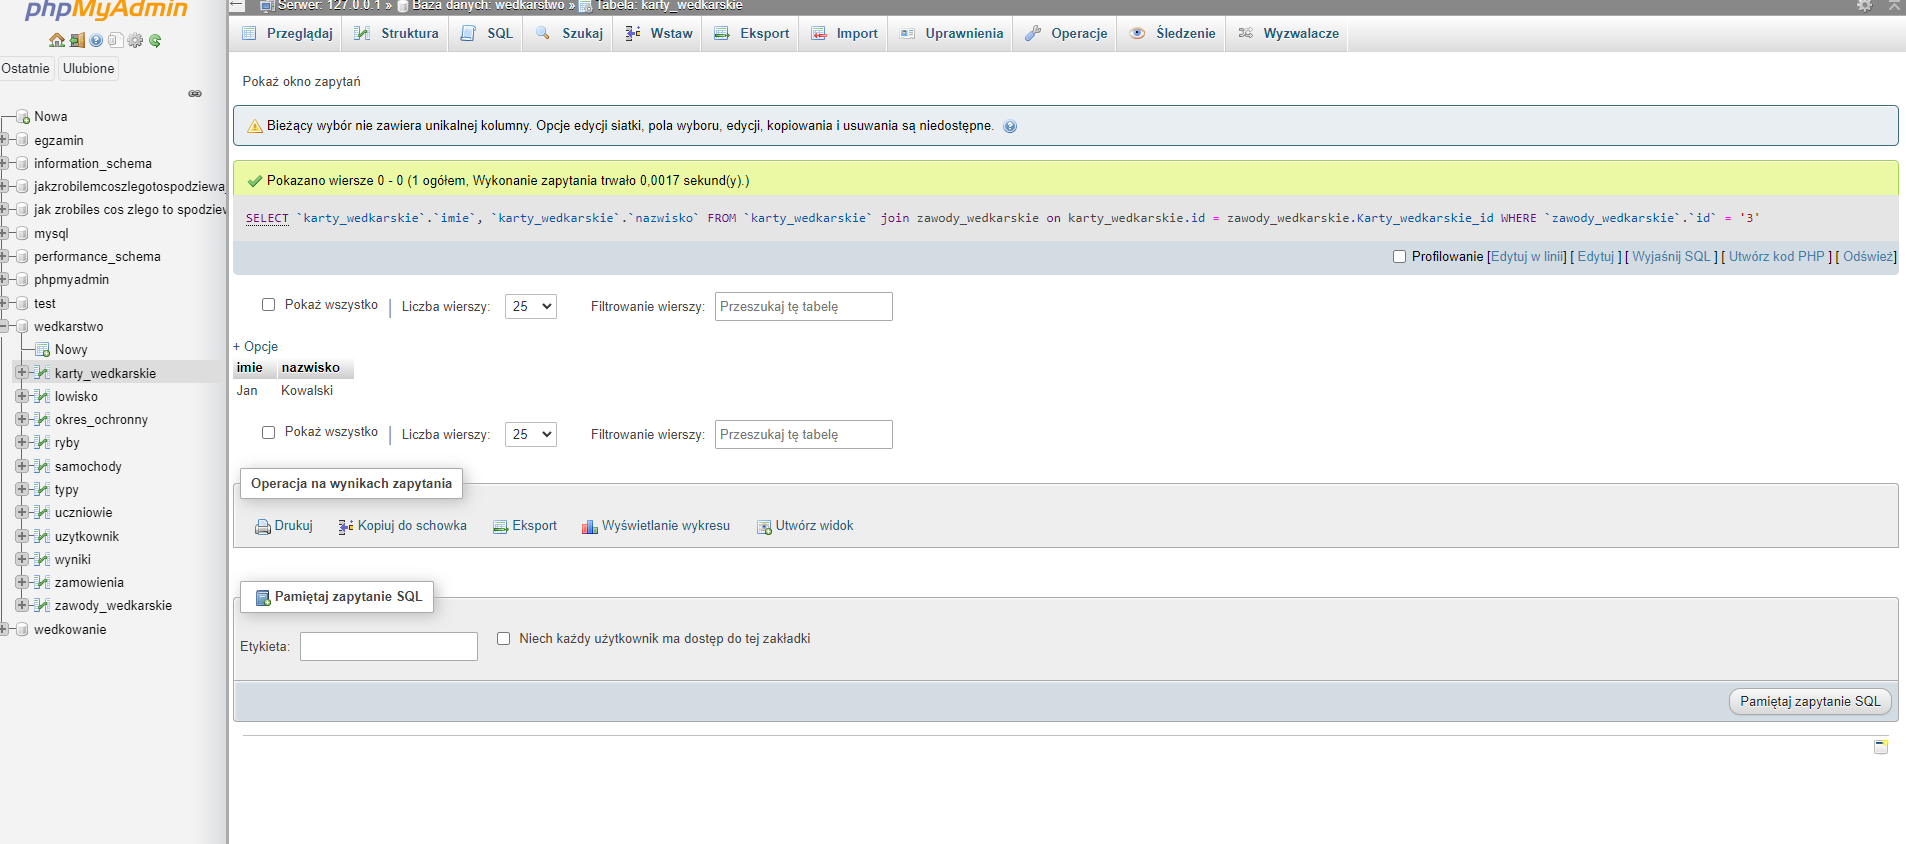 phpMyAdmin
Ostatnie Ulubione
Nowa
egzamin
information_schema
jakzrobilemcoszlegotospodziewa
jak zrobiles cos zlego to spodziew
mysql
performance_schema
phpmyadmin
test
wedkarstwo
Nowy
karty_wedkarskie
lowisko
okres_ochronny
ryby
samochody
typy
uczniowie
uzytkownik
wyniki
zamowienia
zawody_wedkarskie
wedkowanie
Serwer: 127.0.0.1 » Baza danych: wedkarstwo » Tabela: karty_wedkarskie
Przeglądaj Struktura SQL Szukaj Wstaw Eksport Import Uprawnienia Operacje Śledzenie Wyzwalacze
Pokaż okno zapytań
Bieżący wybór nie zawiera unikalnej kolumny. Opcje edycji siatki, pola wyboru, edycji, kopiowania i usuwania są niedostępne.
Pokazano wiersze 0 - 0 (1 ogółem, Wykonanie zapytania trwało 0,0017 sekund(y).)
SELECT `karty_wedkarskie`.`imie`, `karty_wedkarskie`.`nazwisko` FROM `karty_wedkarskie` join zawody_wedkarskie on karty_wedkarskie.id = zawody_wedkarskie.Karty_wedkarskie_id WHERE `zawody_wedkarskie`.`id` = '3'
Profilowanie [Edytuj w linii] [ Edytuj ] [ Wyjaśnij SQL ] [ Utwórz kod PHP ] [ Odśwież]
Pokaż wszystko | Liczba wierszy: 25 Filtrowanie wierszy: Przeszukaj tę tabelę
+ Opcje
imie nazwisko
Jan Kowalski
Pokaż wszystko | Liczba wierszy: 25 Filtrowanie wierszy: Przeszukaj tę tabelę
Operacja na wynikach zapytania
Drukuj Kopiuj do schowka Eksport Wyświetlanie wykresu Utwórz widok
Pamiętaj zapytanie SQL
Etykieta: Niech każdy użytkownik ma dostęp do tej zakładki
Pamiętaj zapytanie SQL